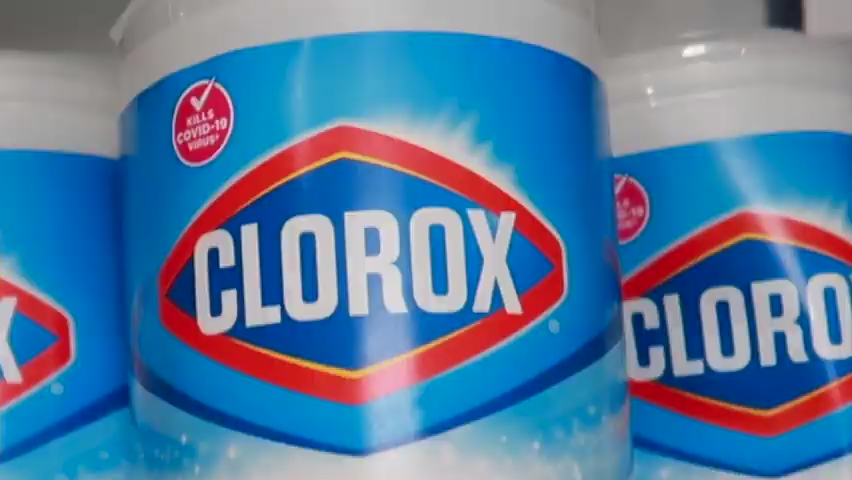 KILLS
COVID-19
VIRUS*
CLOROX
CLORO
X